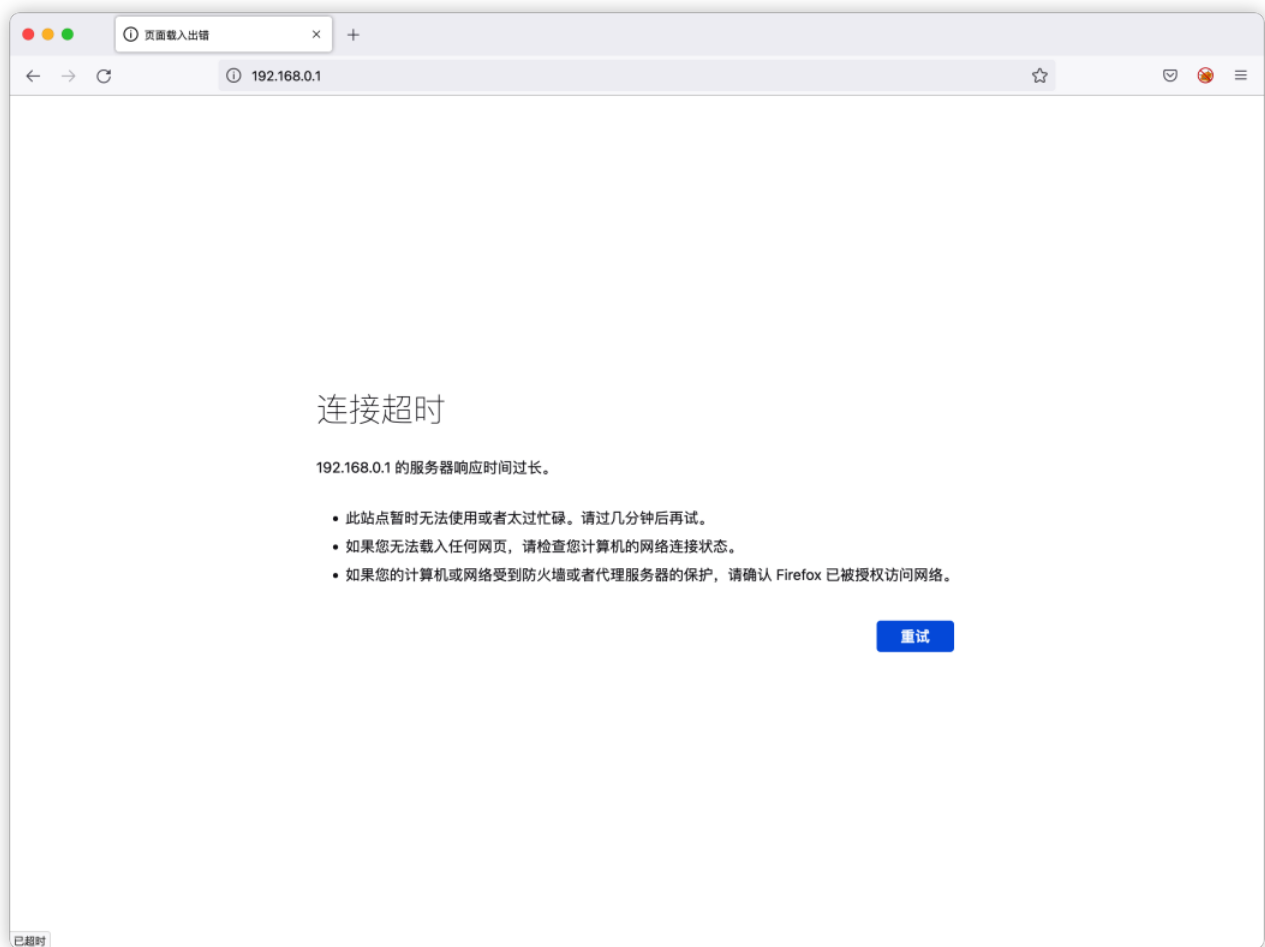 页面载入出错
192.168.0.1
连接超时
192.168.0.1 的服务器响应时间过长。
此站点暂时无法使用或者太过忙碌。请过几分钟后再试。
如果您无法载入任何网页，请检查您计算机的网络连接状态。
如果您的计算机或网络受到防火墙或者代理服务器的保护，请确认 Firefox 已被授权访问网络。
重试
已超时